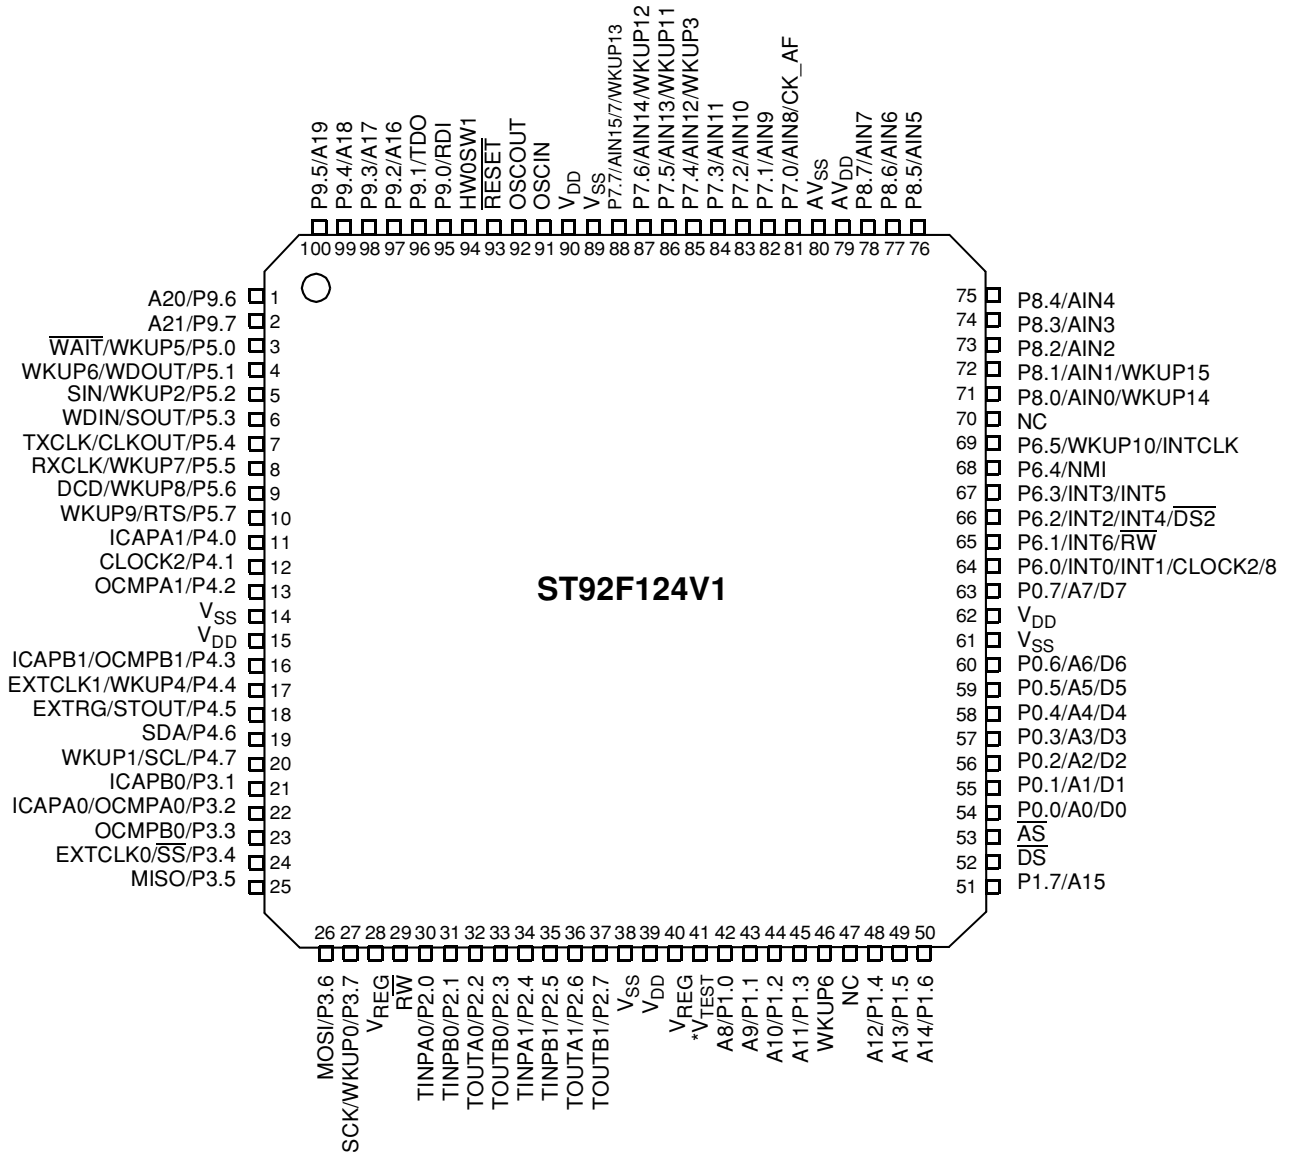 P9.5/A19
P9.4/A18
P9.3/A17
P9.2/A16
P9.1/TDO
P9.0/RDI
HW0SW1
RESET
OSCOUT
OSCIN
VDD
VSS
P7.7/AIN15/7/WKUP13
P7.6/AIN14/WKUP12
P7.5/AIN13/WKUP11
P7.4/AIN12/WKUP3
P7.3/AIN11
P7.2/AIN10
P7.1/AIN9
P7.0/AIN8/CK_AF
AVSS
AVDD
P8.7/AIN7
P8.6/AIN6
P8.5/AIN5
100 99 98 97 96 95 94 93 92 91 90 89 88 87 86 85 84 83 82 81 80 79 78 77 76
A20/P9.6 1
A21/P9.7 2
WAIT/WKUP5/P5.0 3
WKUP6/WDOUT/P5.1 4
SIN/WKUP2/P5.2 5
WDIN/SOUT/P5.3 6
TXCLK/CLKOUT/P5.4 7
RXCLK/WKUP7/P5.5 8
DCD/WKUP8/P5.6 9
WKUP9/RTS/P5.7 10
ICAPA1/P4.0 11
CLOCK2/P4.1 12
OCMPA1/P4.2 13
VSS 14
VDD 15
ICAPB1/OCMPB1/P4.3 16
EXTCLK1/WKUP4/P4.4 17
EXTRG/STOUT/P4.5 18
SDA/P4.6 19
WKUP1/SCL/P4.7 20
ICAPB0/P3.1 21
ICAPA0/OCMPA0/P3.2 22
OCMPB0/P3.3 23
EXTCLK0/SS/P3.4 24
MISO/P3.5 25
ST92F124V1
75 P8.4/AIN4
74 P8.3/AIN3
73 P8.2/AIN2
72 P8.1/AIN1/WKUP15
71 P8.0/AIN0/WKUP14
70 NC
69 P6.5/WKUP10/INTCLK
68 P6.4/NMI
67 P6.3/INT3/INT5
66 P6.2/INT2/INT4/DS2
65 P6.1/INT6/RW
64 P6.0/INT0/INT1/CLOCK2/8
63 P0.7/A7/D7
62 VDD
61 VSS
60 P0.6/A6/D6
59 P0.5/A5/D5
58 P0.4/A4/D4
57 P0.3/A3/D3
56 P0.2/A2/D2
55 P0.1/A1/D1
54 P0.0/A0/D0
53 AS
52 DS
51 P1.7/A15
26 27 28 29 30 31 32 33 34 35 36 37 38 39 40 41 42 43 44 45 46 47 48 49 50
MOSI/P3.6
SCK/WKUP0/P3.7
VREG
RW
TINPA0/P2.0
TINPB0/P2.1
TOUTA0/P2.2
TOUTB0/P2.3
TINPA1/P2.4
TINPB1/P2.5
TOUTA1/P2.6
TOUTB1/P2.7
VSS
VDD
VREG
*VTEST
A8/P1.0
A9/P1.1
A10/P1.2
A11/P1.3
WKUP6
NC
A12/P1.4
A13/P1.5
A14/P1.6